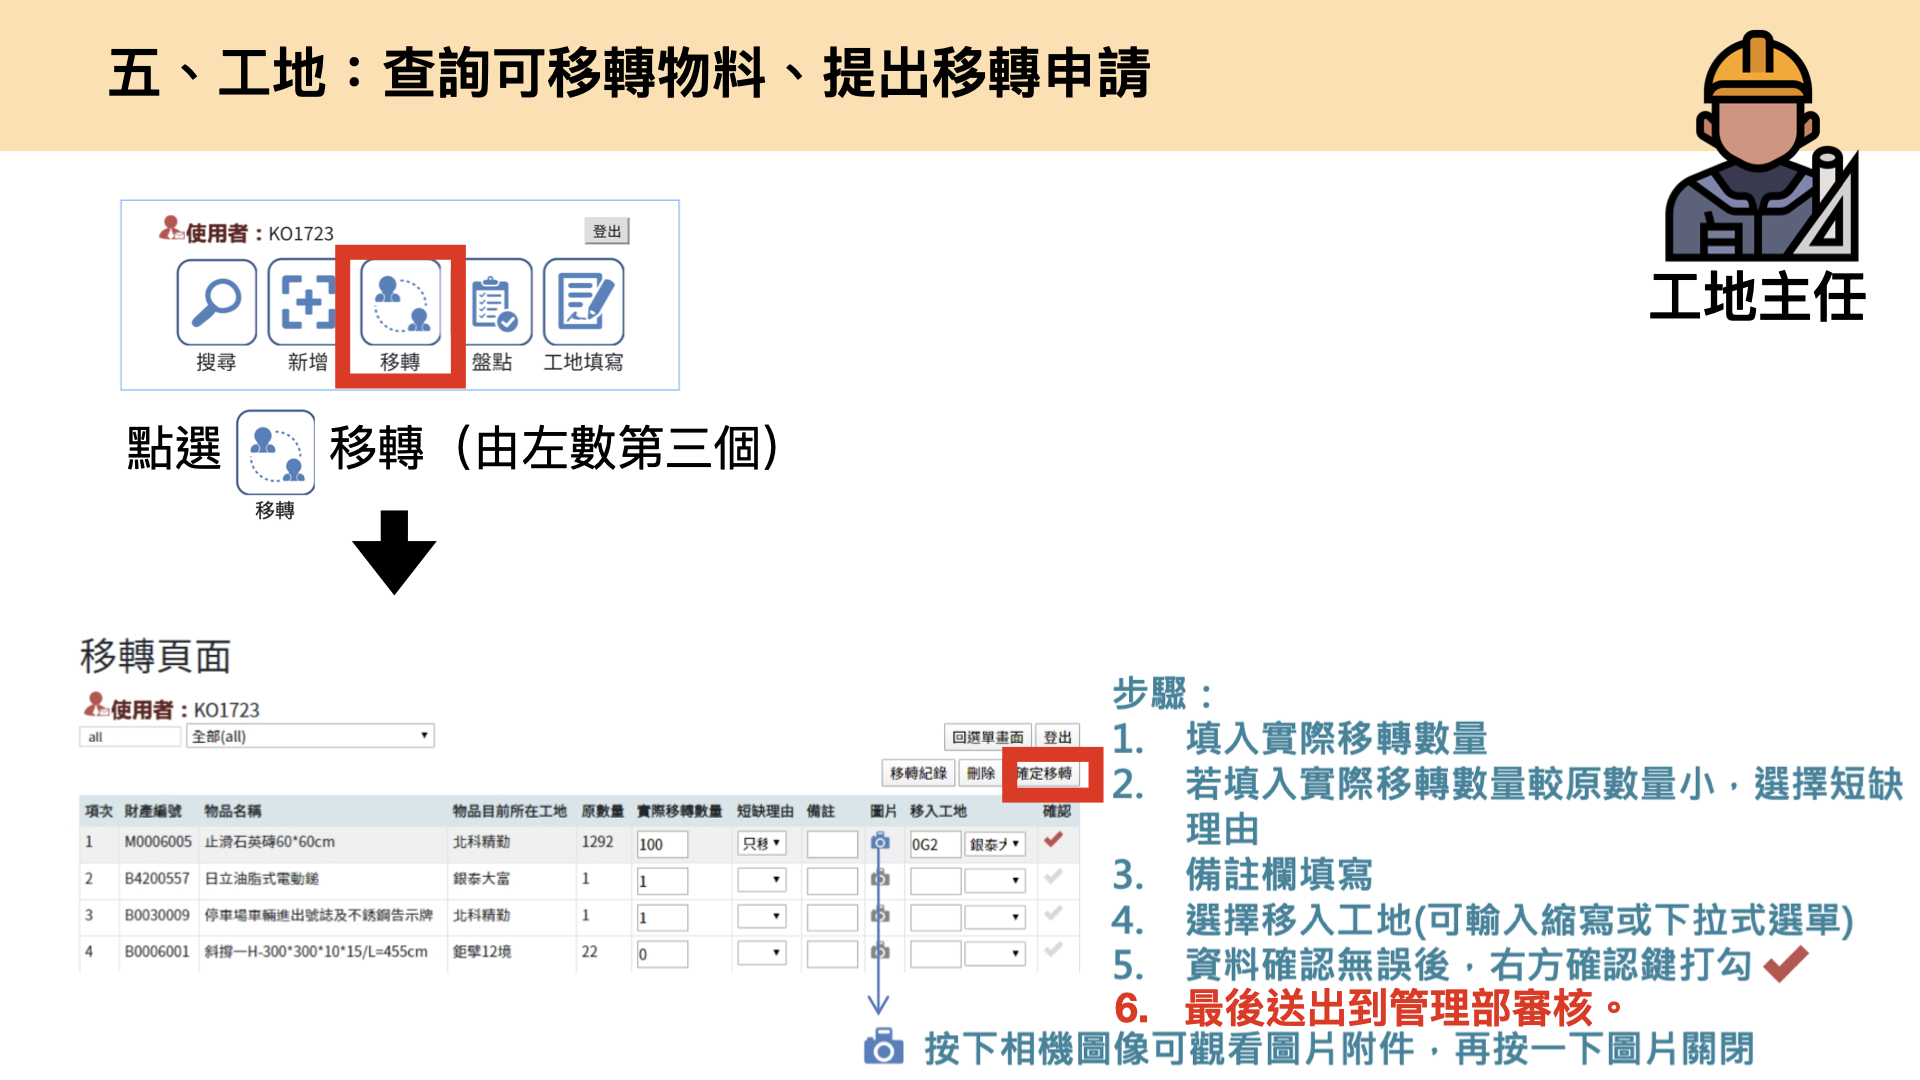 五、工地：查詢可移轉物料、提出移轉申請
工地主任
使用者：KO1723
登出
搜尋 新增 移轉 盤點 工地填寫
點選 移轉（由左數第三個）
移轉
移轉頁面
使用者：KO1723
all 全部(all)
回選單畫面 登出
移轉紀錄 刪除 確定移轉
項次 財產編號 物品名稱 物品目前所在工地 原數量 實際移轉數量 短缺理由 備註 圖片 移入工地 確認
1 M0006005 止滑石英磚60*60cm 北科精勤 1292 100 只移 0G2 銀泰大
2 B4200557 日立油脂式電動鎚 銀泰大富 1 1
3 B0030009 停車場車輛進出號誌及不銹鋼告示牌 北科精勤 1 1
4 B0006001 斜撐一H-300*300*10*15/L=455cm 鉅擘12境 22 0
步驟：
1. 填入實際移轉數量
2. 若填入實際移轉數量較原數量小，選擇短缺
理由
3. 備註欄填寫
4. 選擇移入工地(可輸入縮寫或下拉式選單)
5. 資料確認無誤後，右方確認鍵打勾
6. 最後送出到管理部審核。
按下相機圖像可觀看圖片附件，再按一下圖片關閉